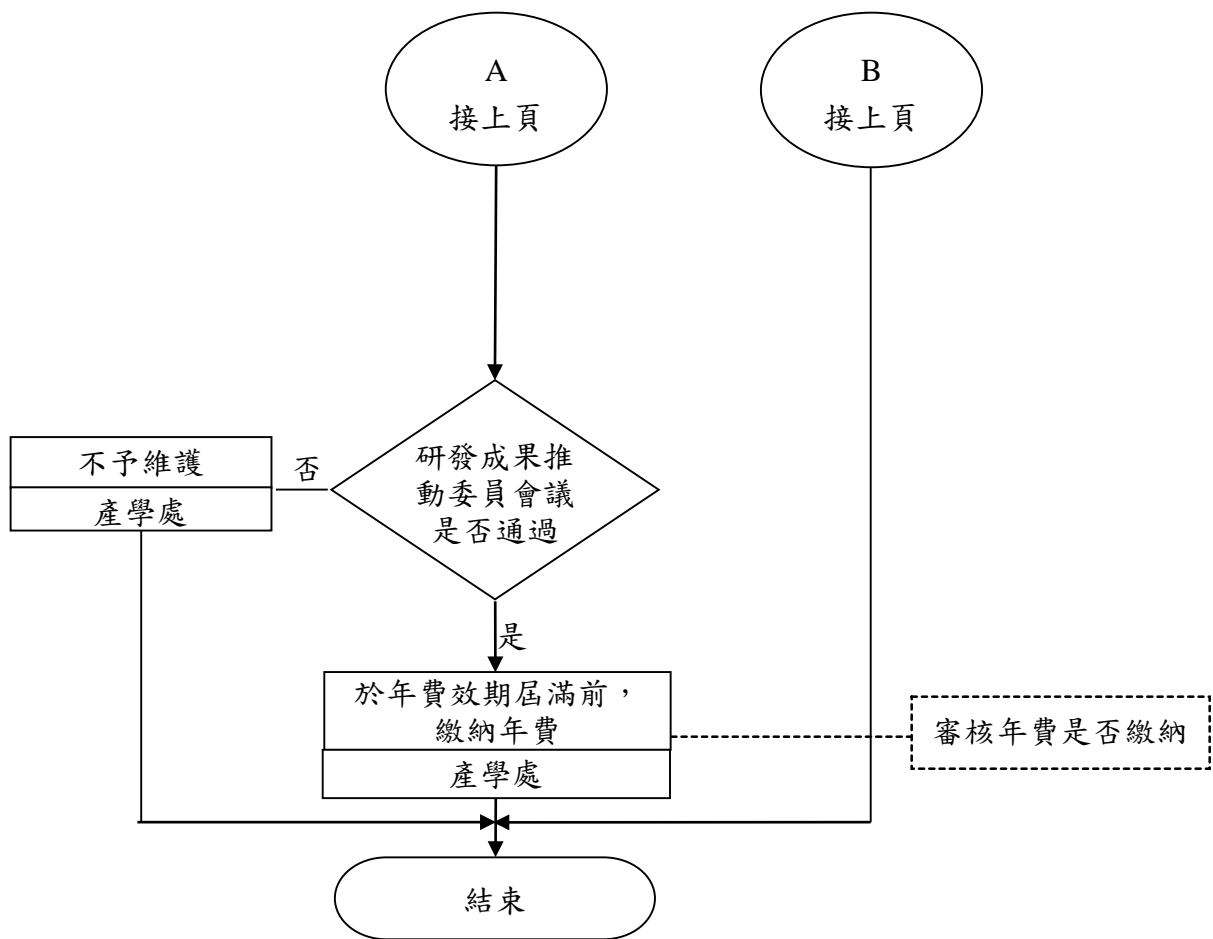 A
接上頁
B
接上頁
研發成果推
動委員會議
是否通過
否
不予維護
產學處
是
於年費效期屆滿前，
繳納年費
產學處
審核年費是否繳納
結束